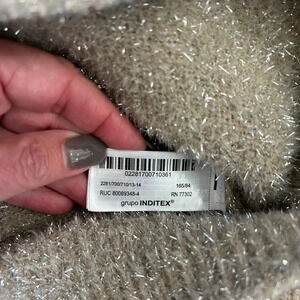 02281700710361
2281/700/710/13-14 165/84
RUC 80089348-4 RN 77302
grupo INDITEX®